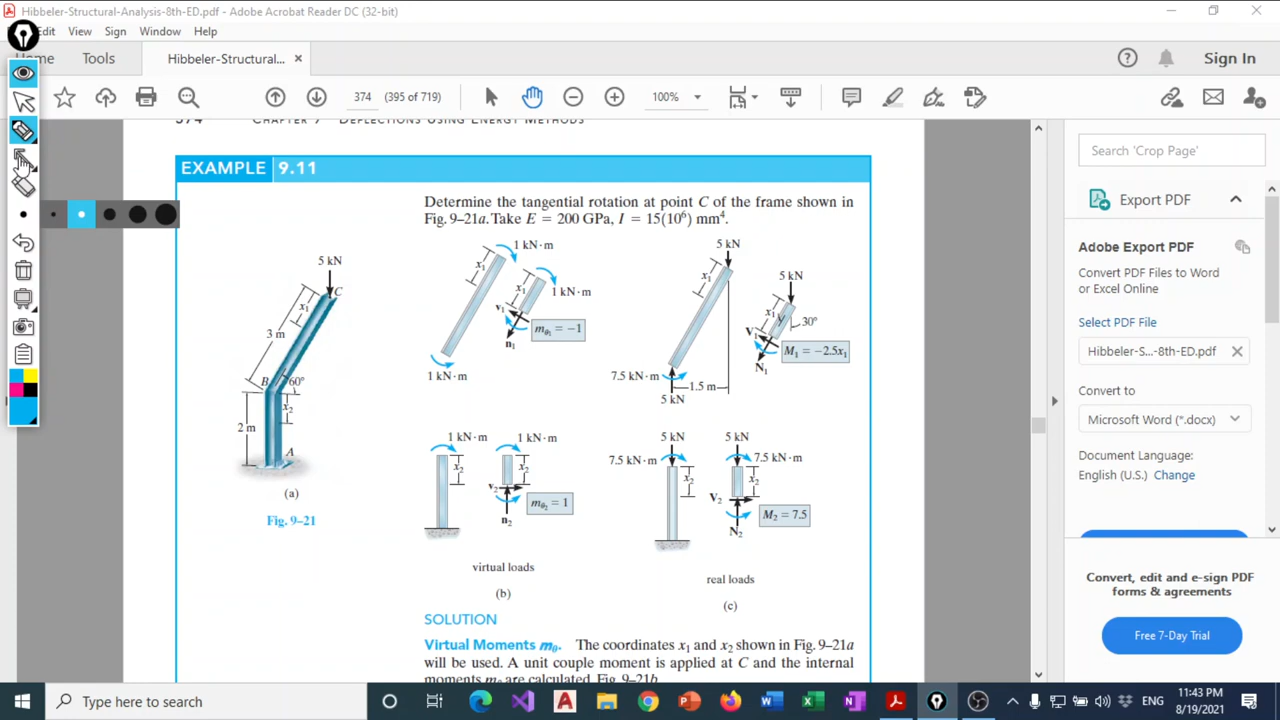 Hibbeler-Structural-Analysis-8th-ED.pdf - Adobe Acrobat Reader DC (32-bit)
Edit View Sign Window Help
Home Tools Hibbeler-Structural... ×
Sign In
374 (395 of 719) 100%
374 CHAPTER 9 DEFLECTIONS USING ENERGY METHODS
EXAMPLE 9.11
Determine the tangential rotation at point C of the frame shown in
Fig. 9–21a. Take E = 200 GPa, I = 15(10⁶) mm⁴.
5 kN
C
x₁
3 m
B
60°
x₂
2 m
A
(a)
Fig. 9–21
1 kN·m
x₁
1 kN·m
x₁
1 kN·m
v₁
n₁
mθ₁ = −1
1 kN·m
x₂
1 kN·m
x₂
v₂
n₂
mθ₂ = 1
virtual loads
(b)
5 kN
x₁
7.5 kN·m
1.5 m
5 kN
5 kN
x₁
30°
V₁
N₁
M₁ = −2.5x₁
5 kN
7.5 kN·m
x₂
5 kN
7.5 kN·m
x₂
V₂
N₂
M₂ = 7.5
real loads
(c)
SOLUTION
Virtual Moments mθ. The coordinates x₁ and x₂ shown in Fig. 9–21a
will be used. A unit couple moment is applied at C and the internal
moments mθ are calculated, Fig. 9–21b.
Search 'Crop Page'
Export PDF
Adobe Export PDF
Convert PDF Files to Word
or Excel Online
Select PDF File
Hibbeler-S...-8th-ED.pdf
Convert to
Microsoft Word (*.docx)
Document Language:
English (U.S.) Change
Convert, edit and e-sign PDF
forms & agreements
Free 7-Day Trial
Type here to search
ENG
11:43 PM
8/19/2021